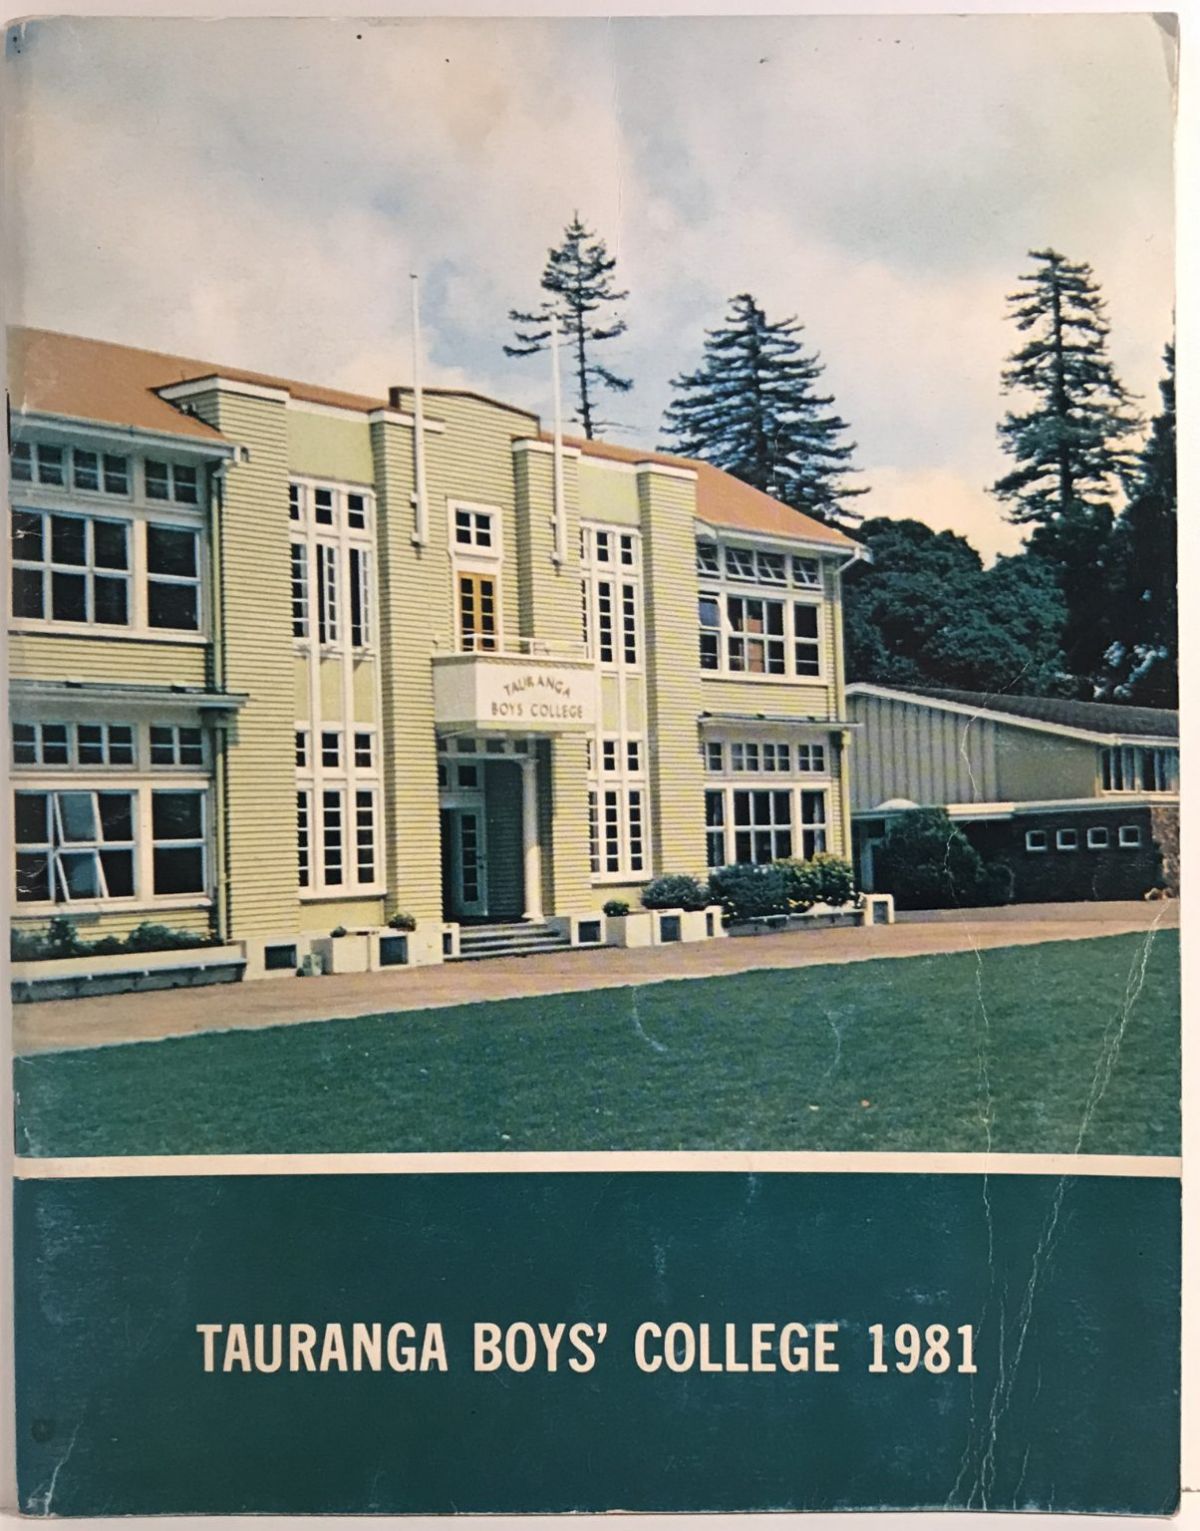 TAURANGA
BOYS COLLEGE
TAURANGA BOYS' COLLEGE 1981